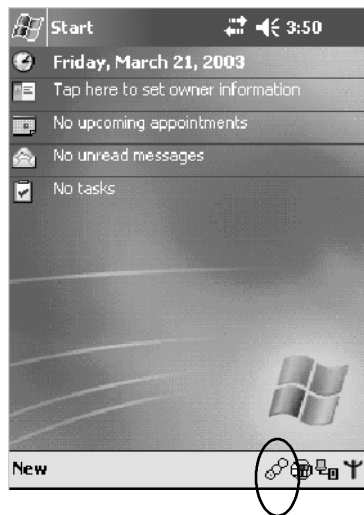 Start 3:50
Friday, March 21, 2003
Tap here to set owner information
No upcoming appointments
No unread messages
No tasks
New